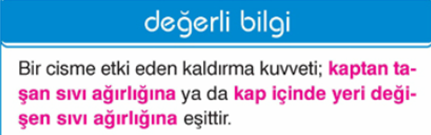 değerli bilgi
Bir cisme etki eden kaldırma kuvveti; kaptan ta-
şan sıvı ağırlığına ya da kap içinde yeri deği-
şen sıvı ağırlığına eşittir.